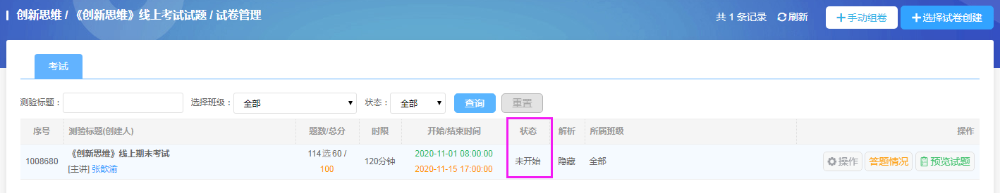 创新思维 / 《创新思维》线上考试试题 / 试卷管理
共 1 条记录 刷新 手动组卷 选择试卷创建
考试
测验标题： 选择班级： 全部 状态： 全部 查询 重置
序号 测验标题(创建人) 题数/总分 时限 开始/结束时间 状态 解析 所属班级 操作
1008680 《创新思维》线上期末考试 114选60 / 120分钟 2020-11-01 08:00:00 未开始 隐藏 全部 操作 答题情况 预览试题
[主讲] 张歆渝 100 2020-11-15 17:00:00